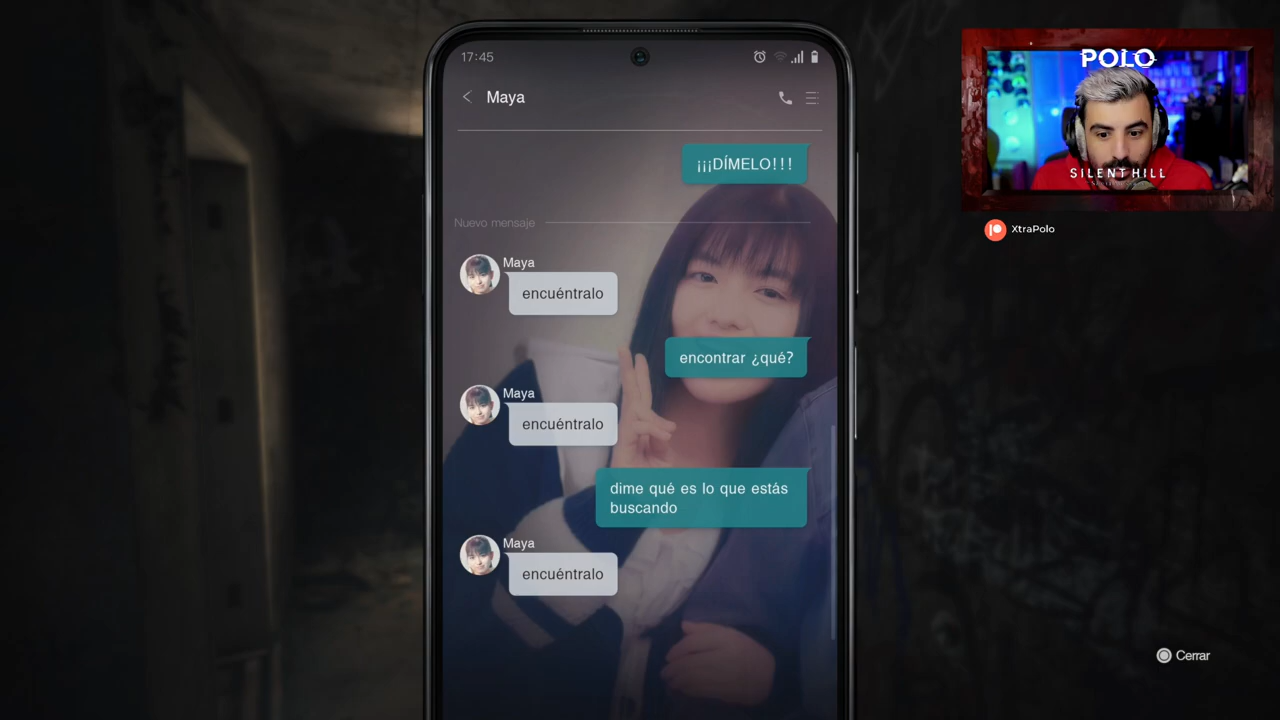 17:45
Maya
¡¡¡DÍMELO!!!
Nuevo mensaje
Maya
encuéntralo
encontrar ¿qué?
Maya
encuéntralo
dime qué es lo que estás
buscando
Maya
encuéntralo
POLO
SILENT HILL
XtraPolo
Cerrar